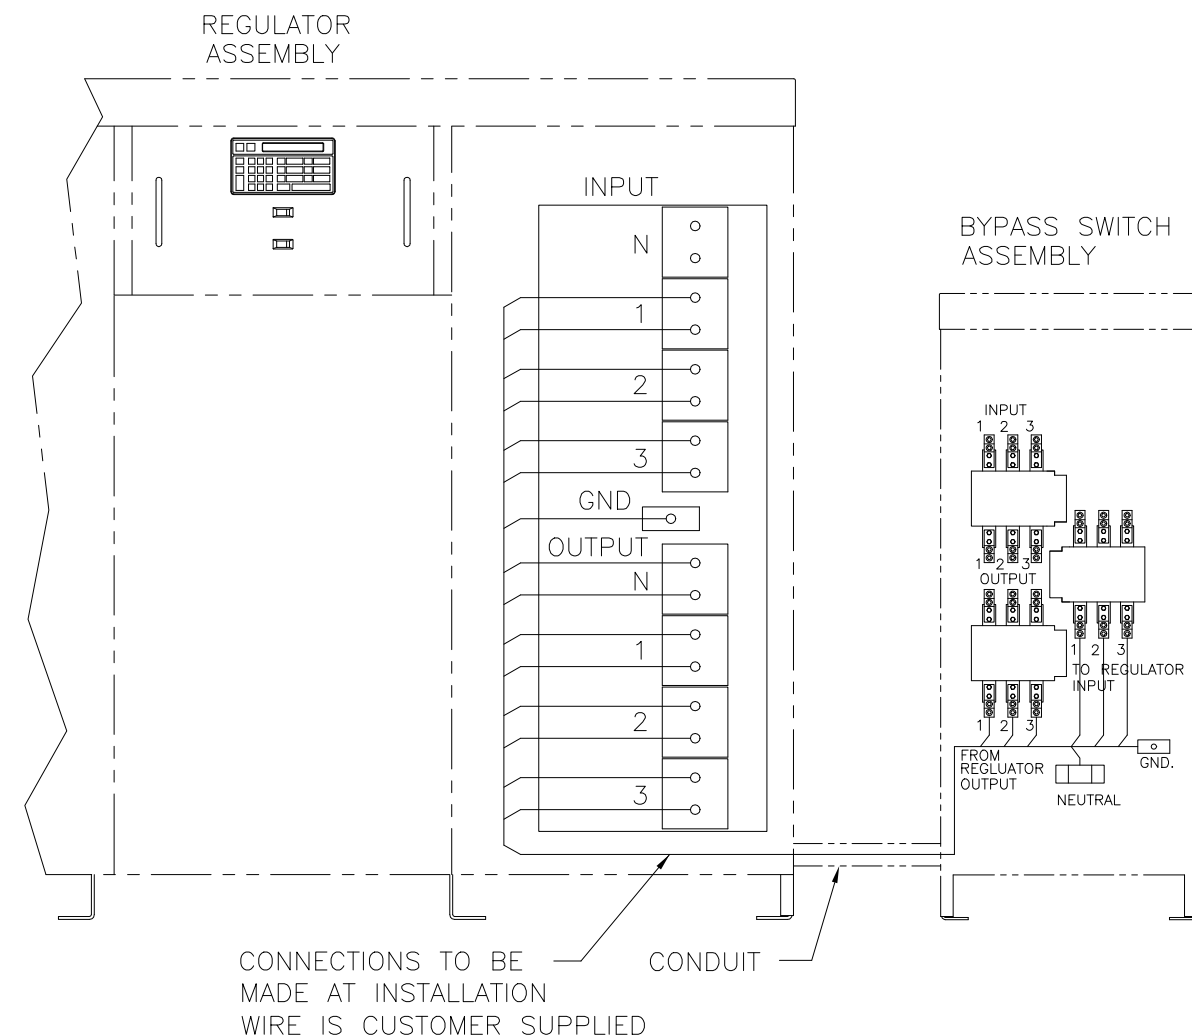 REGULATOR
ASSEMBLY
INPUT
N
1
2
3
GND
OUTPUT
N
1
2
3
BYPASS SWITCH
ASSEMBLY
INPUT
1 2 3
1 2 3
OUTPUT
1 2 3
TO REGULATOR
INPUT
1 2 3
FROM
REGLUATOR
OUTPUT
GND.
NEUTRAL
CONNECTIONS TO BE
MADE AT INSTALLATION
WIRE IS CUSTOMER SUPPLIED
CONDUIT